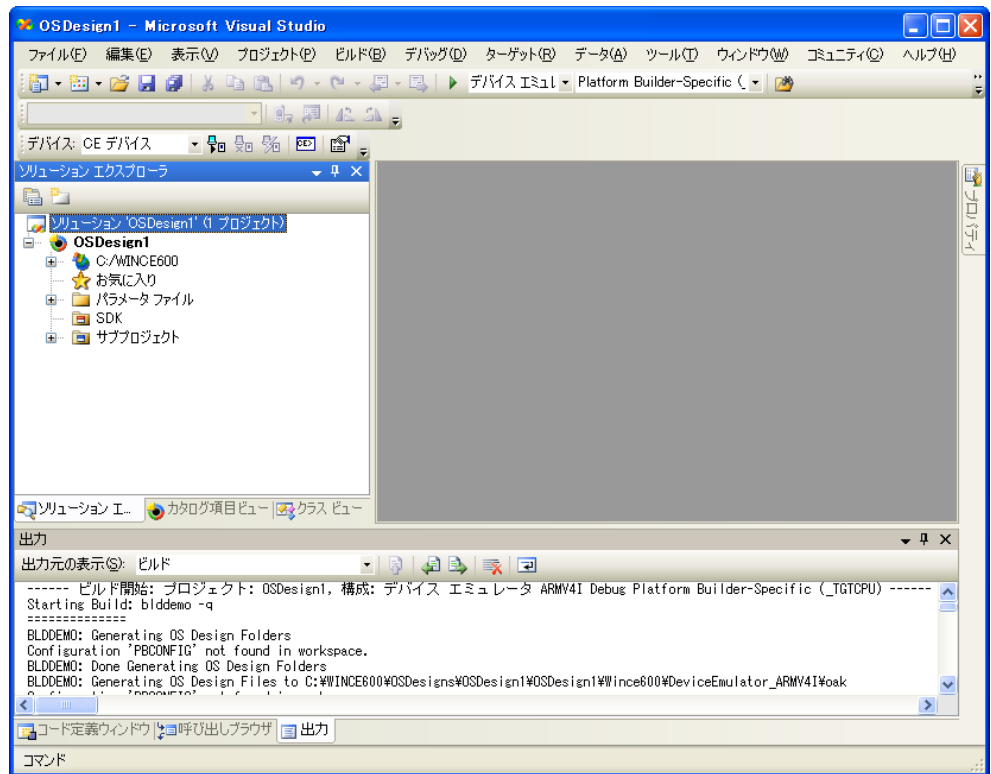 OSDesign1 - Microsoft Visual Studio
ファイル(F) 編集(E) 表示(V) プロジェクト(P) ビルド(B) デバッグ(D) ターゲット(R) データ(A) ツール(T) ウィンドウ(W) コミュニティ(C) ヘルプ(H)
デバイス エミュl Platform Builder-Specific (_
デバイス: CE デバイス
ソリューション エクスプローラ
プロパティ
ソリューション 'OSDesign1' (1 プロジェクト)
OSDesign1
C:/WINCE600
お気に入り
パラメータ ファイル
SDK
サブプロジェクト
ソリューション エ... カタログ項目ビュー クラス ビュー
出力
出力元の表示(S): ビルド
------ ビルド開始: プロジェクト: OSDesign1, 構成: デバイス エミュレータ ARMV4I Debug Platform Builder-Specific (_TGTCPU) ------
Starting Build: blddemo -q
==============
BLDDEMO: Generating OS Design Folders
Configuration 'PBCONFIG' not found in workspace.
BLDDEMO: Done Generating OS Design Folders
BLDDEMO: Generating OS Design Files to C:¥WINCE600¥OSDesigns¥OSDesign1¥OSDesign1¥Wince600¥DeviceEmulator_ARMV4I¥oak
コード定義ウィンドウ 呼び出しブラウザ 出力
コマンド